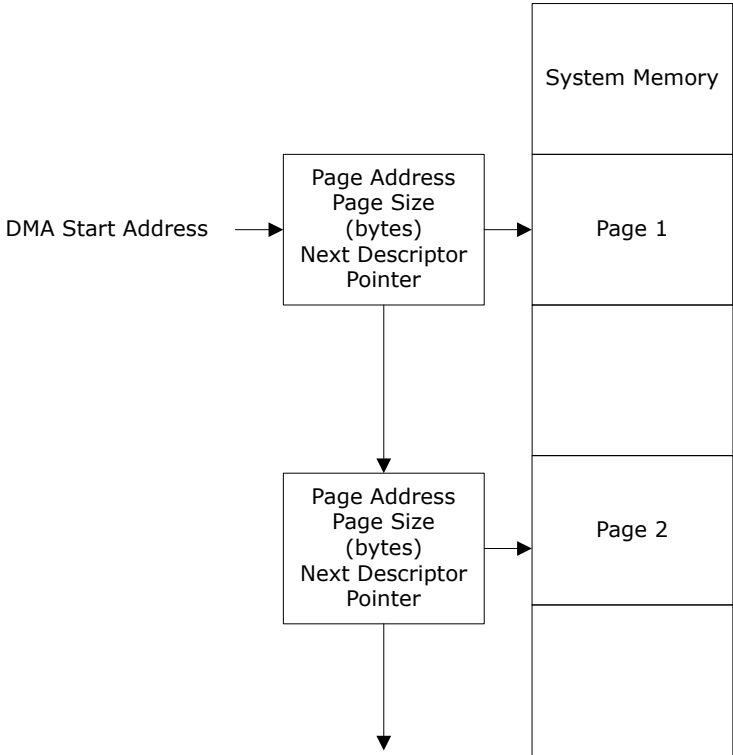 System Memory
DMA Start Address
Page Address
Page Size
(bytes)
Next Descriptor
Pointer
Page 1
Page Address
Page Size
(bytes)
Next Descriptor
Pointer
Page 2